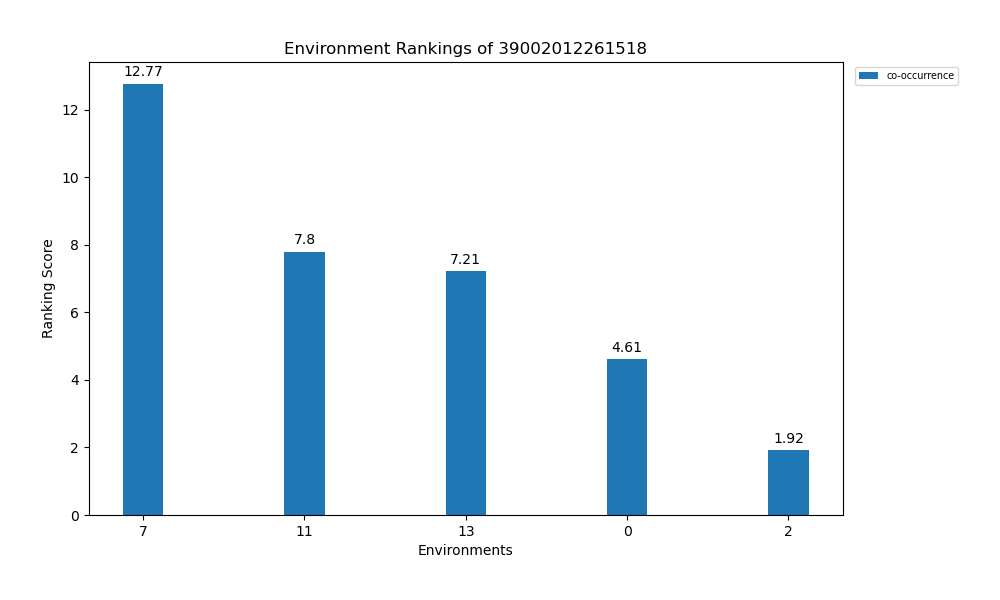 Environment Rankings of 39002012261518
co-occurrence
Ranking Score
12
10
8
6
4
2
0
12.77
7.8
7.21
4.61
1.92
7 11 13 0 2
Environments